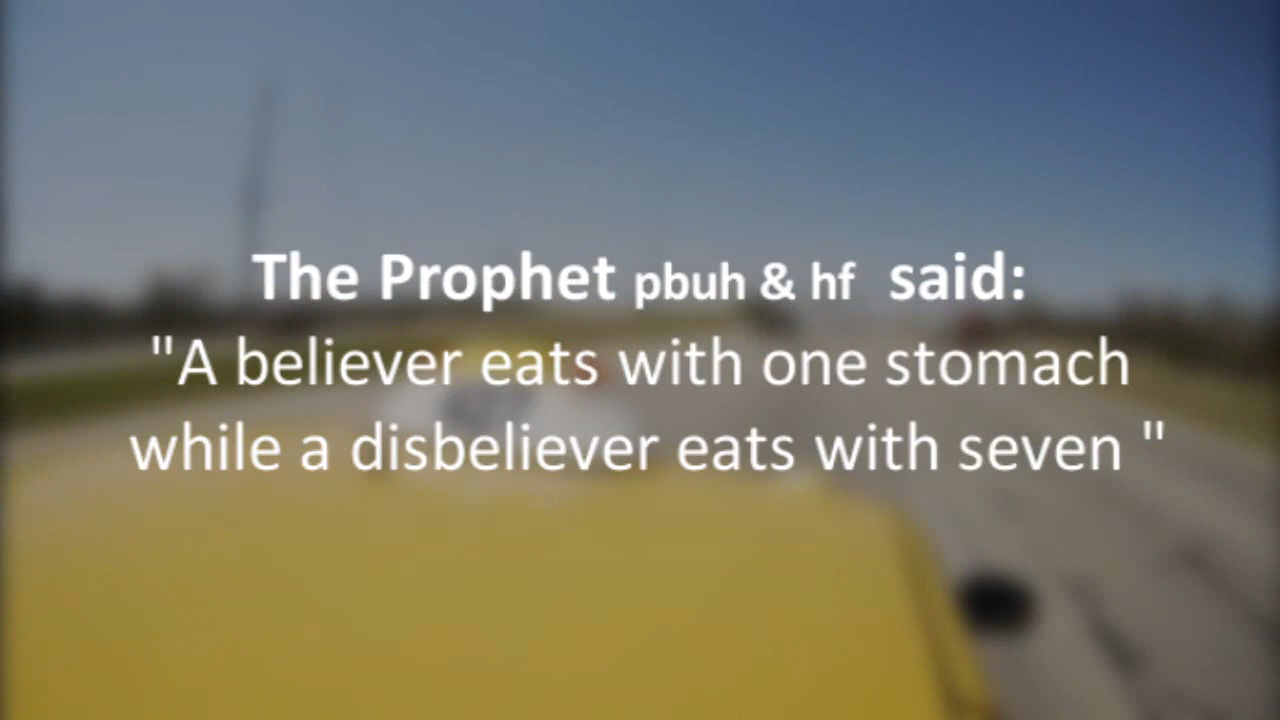 The Prophet pbuh & hf said:
"A believer eats with one stomach
while a disbeliever eats with seven "